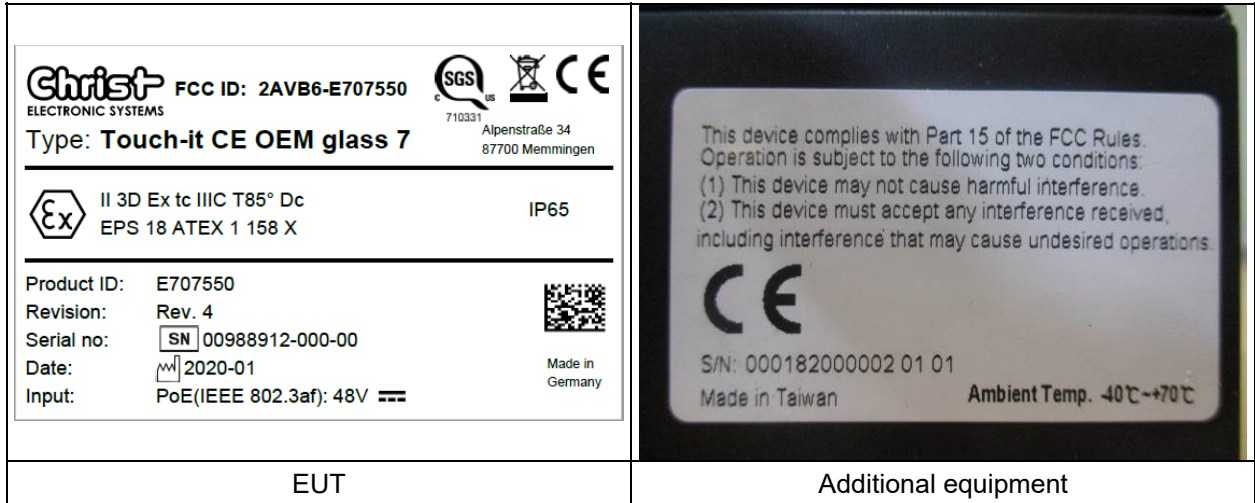 Christ
ELECTRONIC SYSTEMS
FCC ID: 2AVB6-E707550
SGS
C US
710331
CE
Type: Touch-it CE OEM glass 7
Alpenstraße 34
87700 Memmingen
Ex
II 3D Ex tc IIIC T85° Dc
EPS 18 ATEX 1 158 X
IP65
Product ID: E707550
Revision: Rev. 4
Serial no: SN 00988912-000-00
Date: 2020-01
Input: PoE(IEEE 802.3af): 48V
Made in
Germany
EUT
This device complies with Part 15 of the FCC Rules.
Operation is subject to the following two conditions:
(1) This device may not cause harmful interference.
(2) This device must accept any interference received,
including interference that may cause undesired operations.
CE
S/N: 000182000002 01 01
Made in Taiwan
Ambient Temp. -40℃~+70℃
Additional equipment